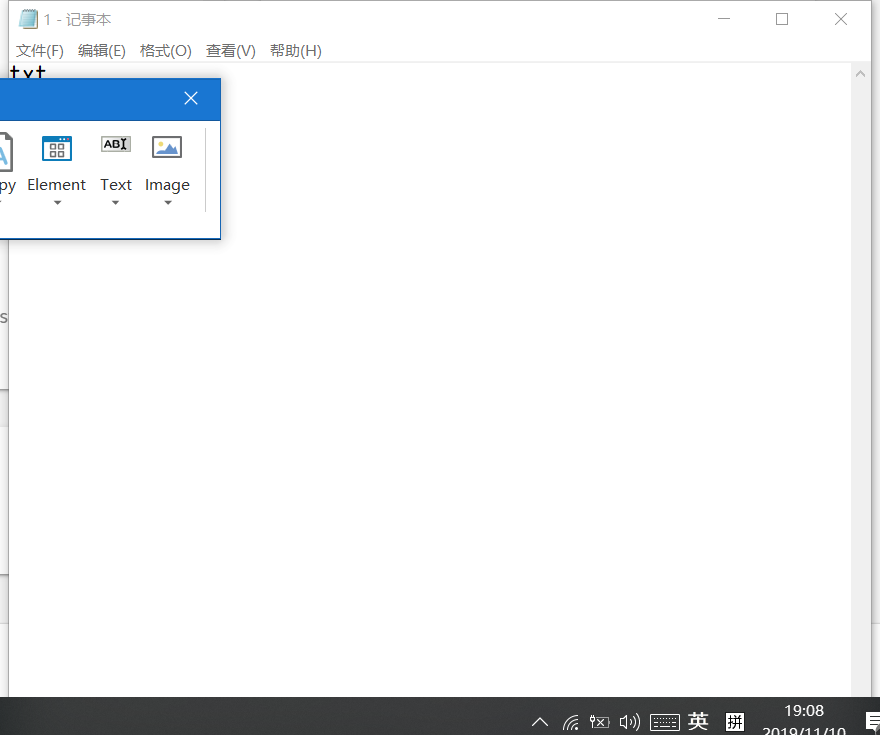 1 - 记事本
文件(F) 编辑(E) 格式(O) 查看(V) 帮助(H)
txt
ABI
py Element Text Image
s
英 拼 19:08
2019/11/10